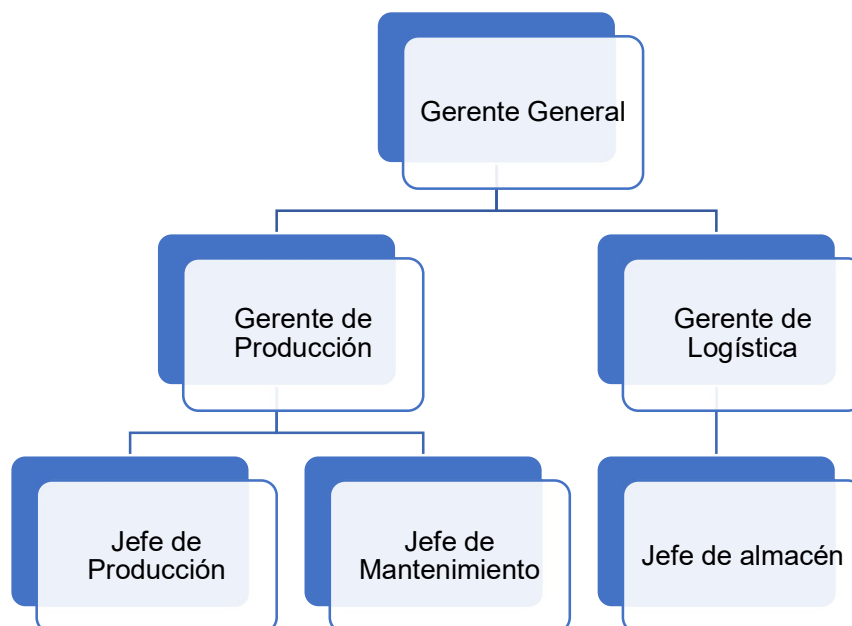 Gerente General
Gerente de
Producción
Gerente de
Logística
Jefe de
Producción
Jefe de
Mantenimiento
Jefe de almacén